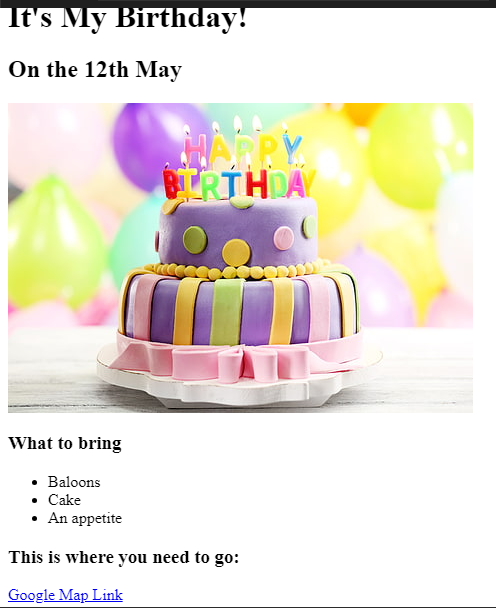 It's My Birthday!
On the 12th May
HAPPY
BIRTHDAY
What to bring
Baloons
Cake
An appetite
This is where you need to go:
Google Map Link